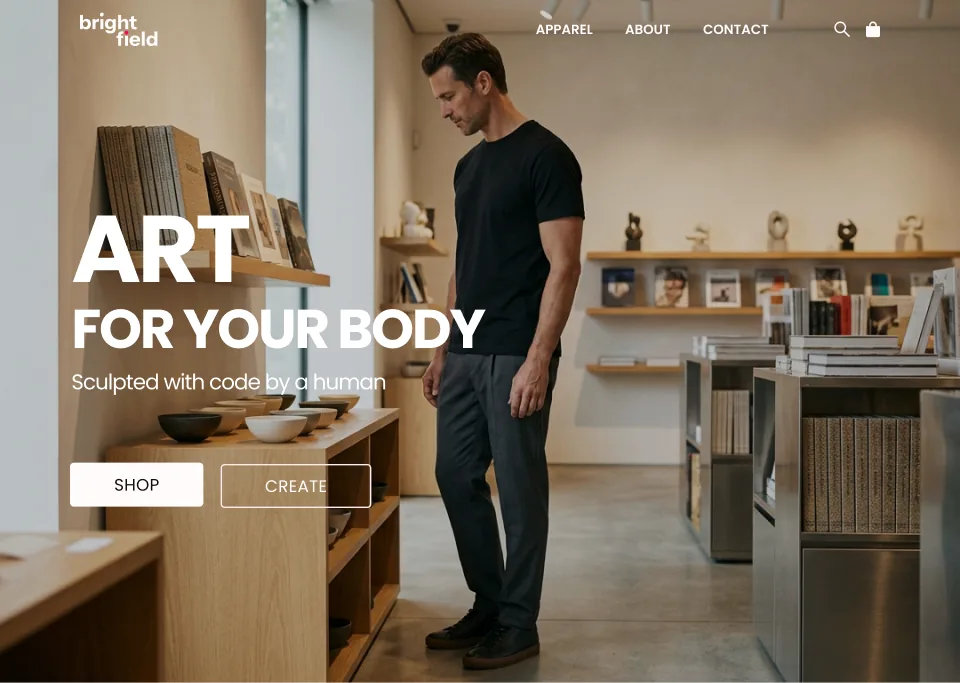 bright
field
APPAREL
ABOUT
CONTACT
ART
FOR YOUR BODY
Sculpted with code by a human
SHOP
CREATE